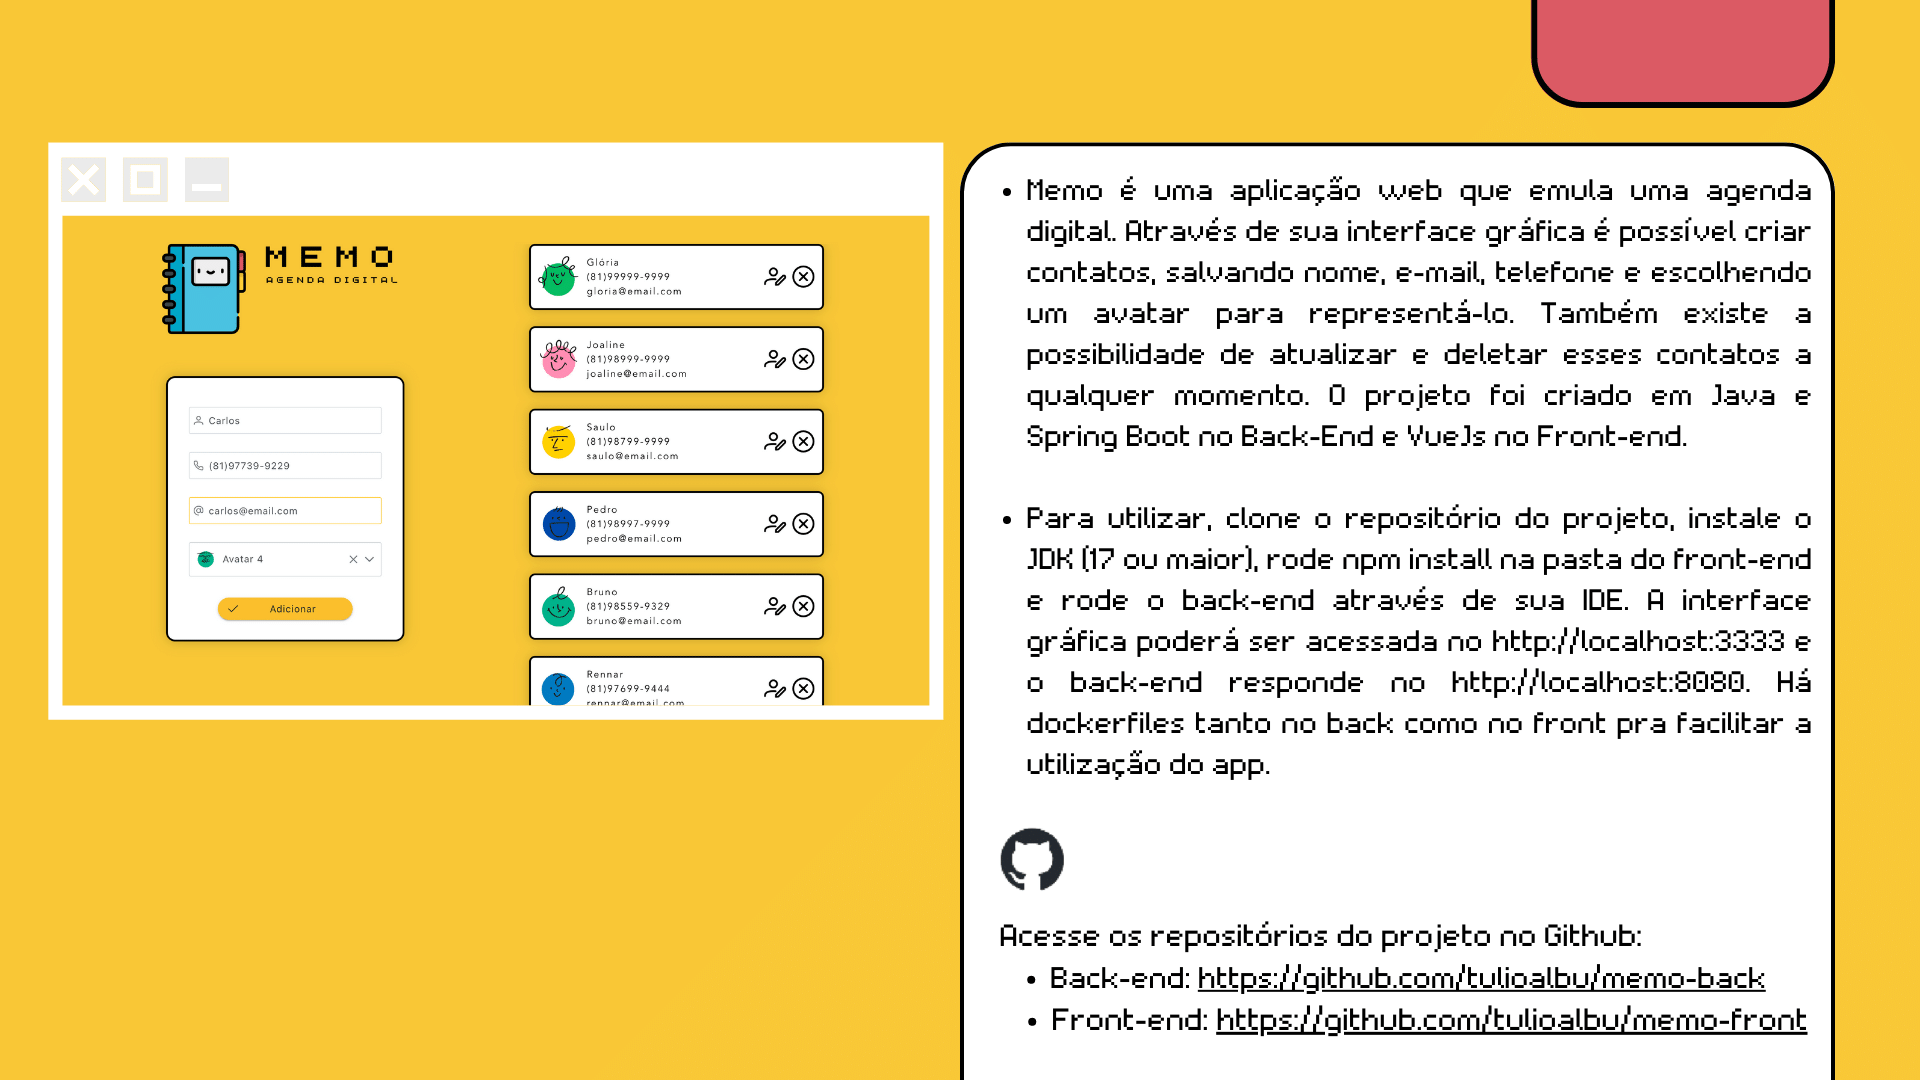 MEMO
AGENDA DIGITAL
Carlos
(81)97739-9229
@ carlos@email.com
Avatar 4
Adicionar
Glória
(81)99999-9999
gloria@email.com
Joaline
(81)98999-9999
joaline@email.com
Saulo
(81)98799-9999
saulo@email.com
Pedro
(81)98997-9999
pedro@email.com
Bruno
(81)98559-9329
bruno@email.com
Rennar
(81)97699-9444
rennar@email.com
• Memo é uma aplicação web que emula uma agenda
digital. Através de sua interface gráfica é possível criar
contatos, salvando nome, e-mail, telefone e escolhendo
um avatar para representá-lo. Também existe a
possibilidade de atualizar e deletar esses contatos a
qualquer momento. O projeto foi criado em Java e
Spring Boot no Back-End e VueJs no Front-end.
• Para utilizar, clone o repositório do projeto, instale o
JDK (17 ou maior), rode npm install na pasta do front-end
e rode o back-end através de sua IDE. A interface
gráfica poderá ser acessada no http://localhost:3333 e
o back-end responde no http://localhost:8080. Há
dockerfiles tanto no back como no front pra facilitar a
utilização do app.
Acesse os repositórios do projeto no Github:
• Back-end: https://github.com/tulioalbu/memo-back
• Front-end: https://github.com/tulioalbu/memo-front